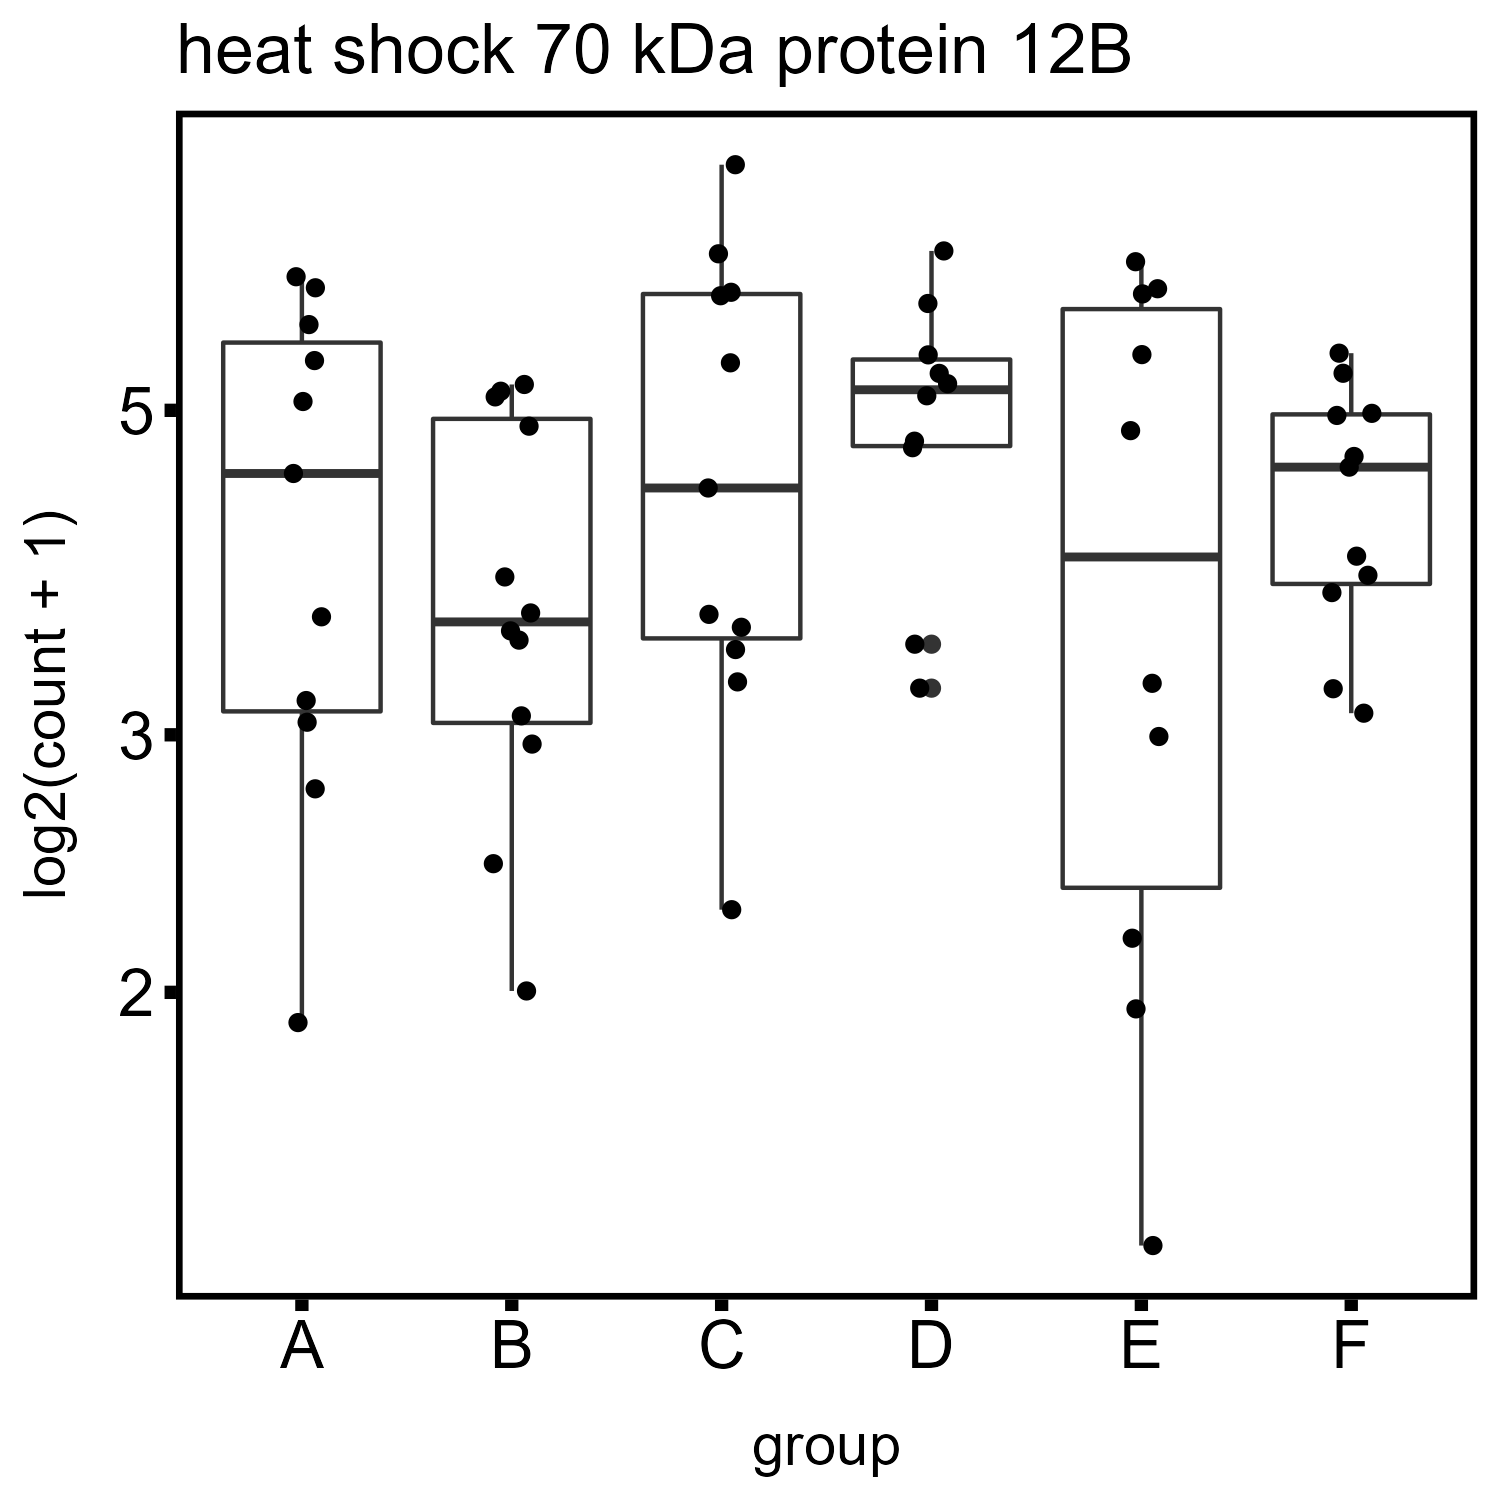 heat shock 70 kDa protein 12B
log2(count + 1)
5
3
2
A B C D E F
group